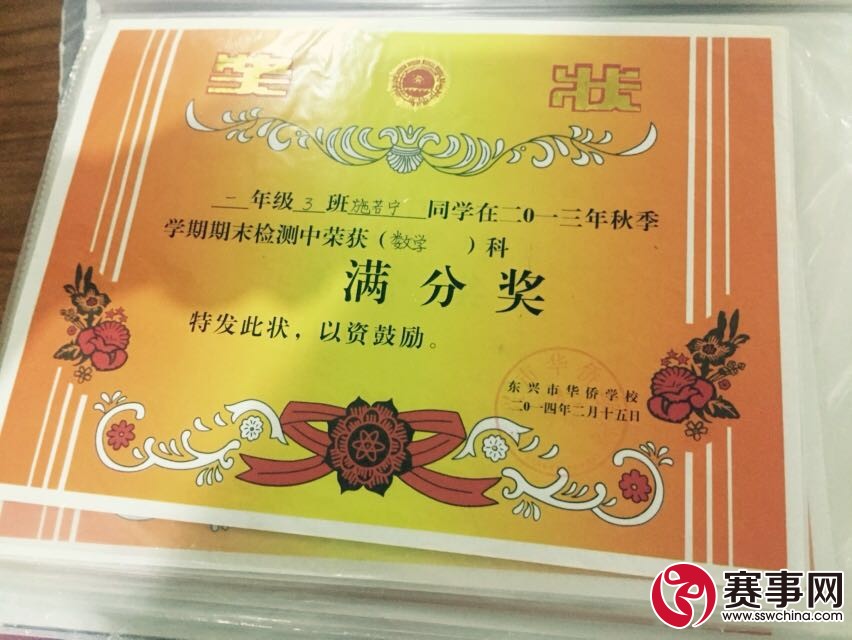 奖 状
一年级 3 班 施若宁 同学在二0一三年秋季
学期期末检测中荣获（数学 ）科
满分奖
特发此状，以资鼓励。
东兴市华侨学校
二0一四年二月十五日
赛事网
www.sswchina.com